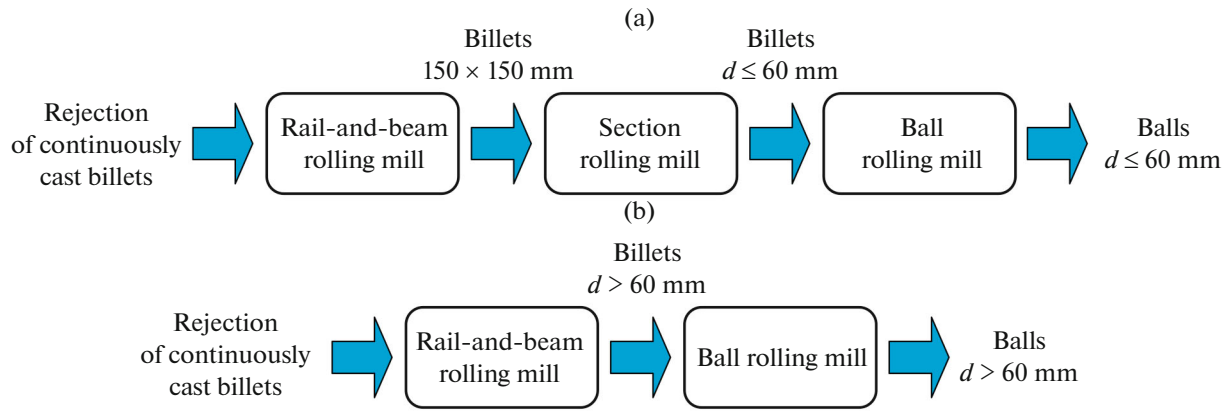 (a)
Billets
150 × 150 mm
Billets
d ≤ 60 mm
Rejection
of continuously
cast billets
Rail-and-beam
rolling mill
Section
rolling mill
Ball
rolling mill
Balls
d ≤ 60 mm
(b)
Billets
d > 60 mm
Rejection
of continuously
cast billets
Rail-and-beam
rolling mill
Ball rolling mill
Balls
d > 60 mm